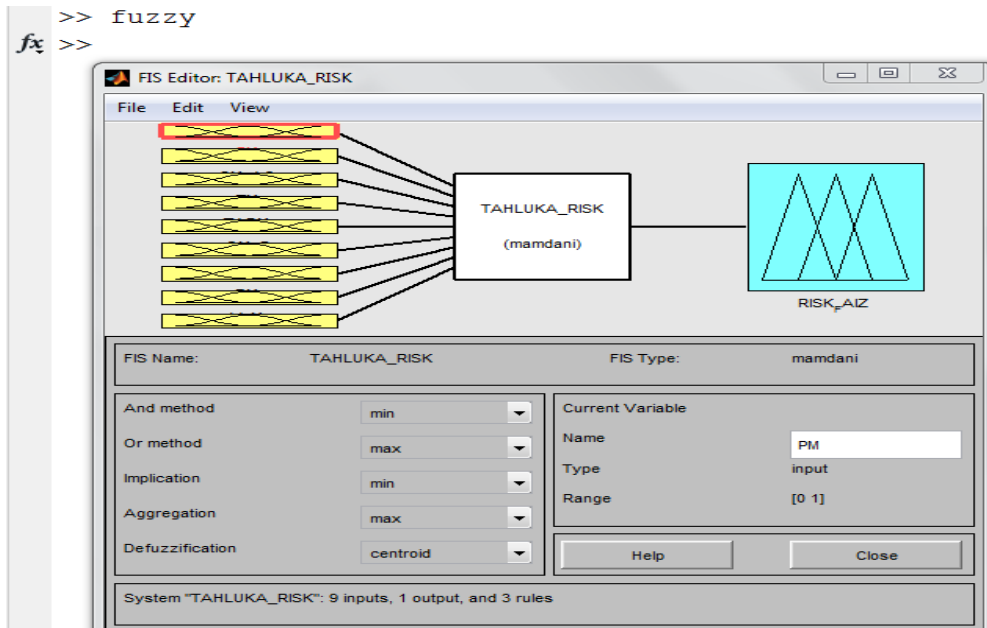 >> fuzzy
fx >>
FIS Editor: TAHLUKA_RISK
File Edit View
TAHLUKA_RISK
(mamdani)
RISK_FAIZ
FIS Name: TAHLUKA_RISK FIS Type: mamdani
And method min
Or method max
Implication min
Aggregation max
Defuzzification centroid
Current Variable
Name PM
Type input
Range [0 1]
Help Close
System "TAHLUKA_RISK": 9 inputs, 1 output, and 3 rules